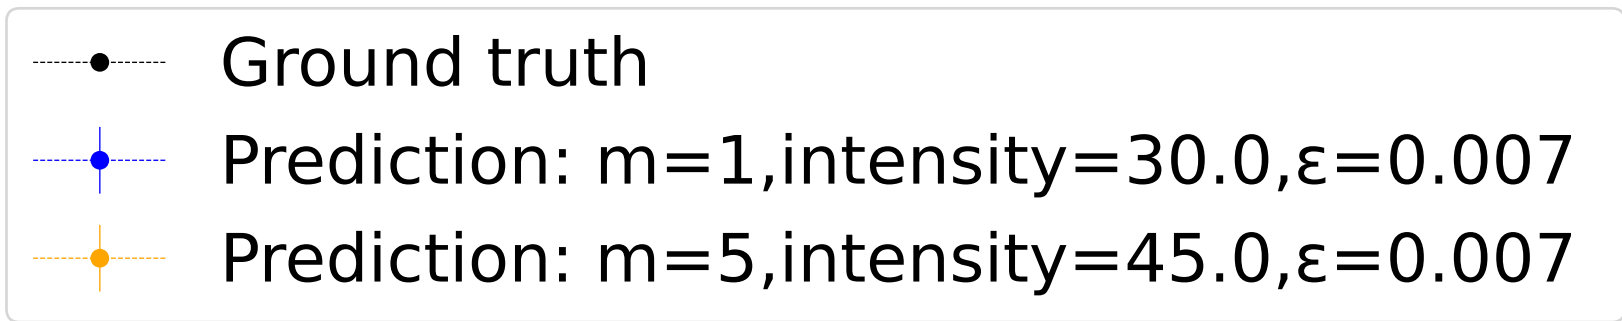 Ground truth
Prediction: m=1,intensity=30.0,ε=0.007
Prediction: m=5,intensity=45.0,ε=0.007